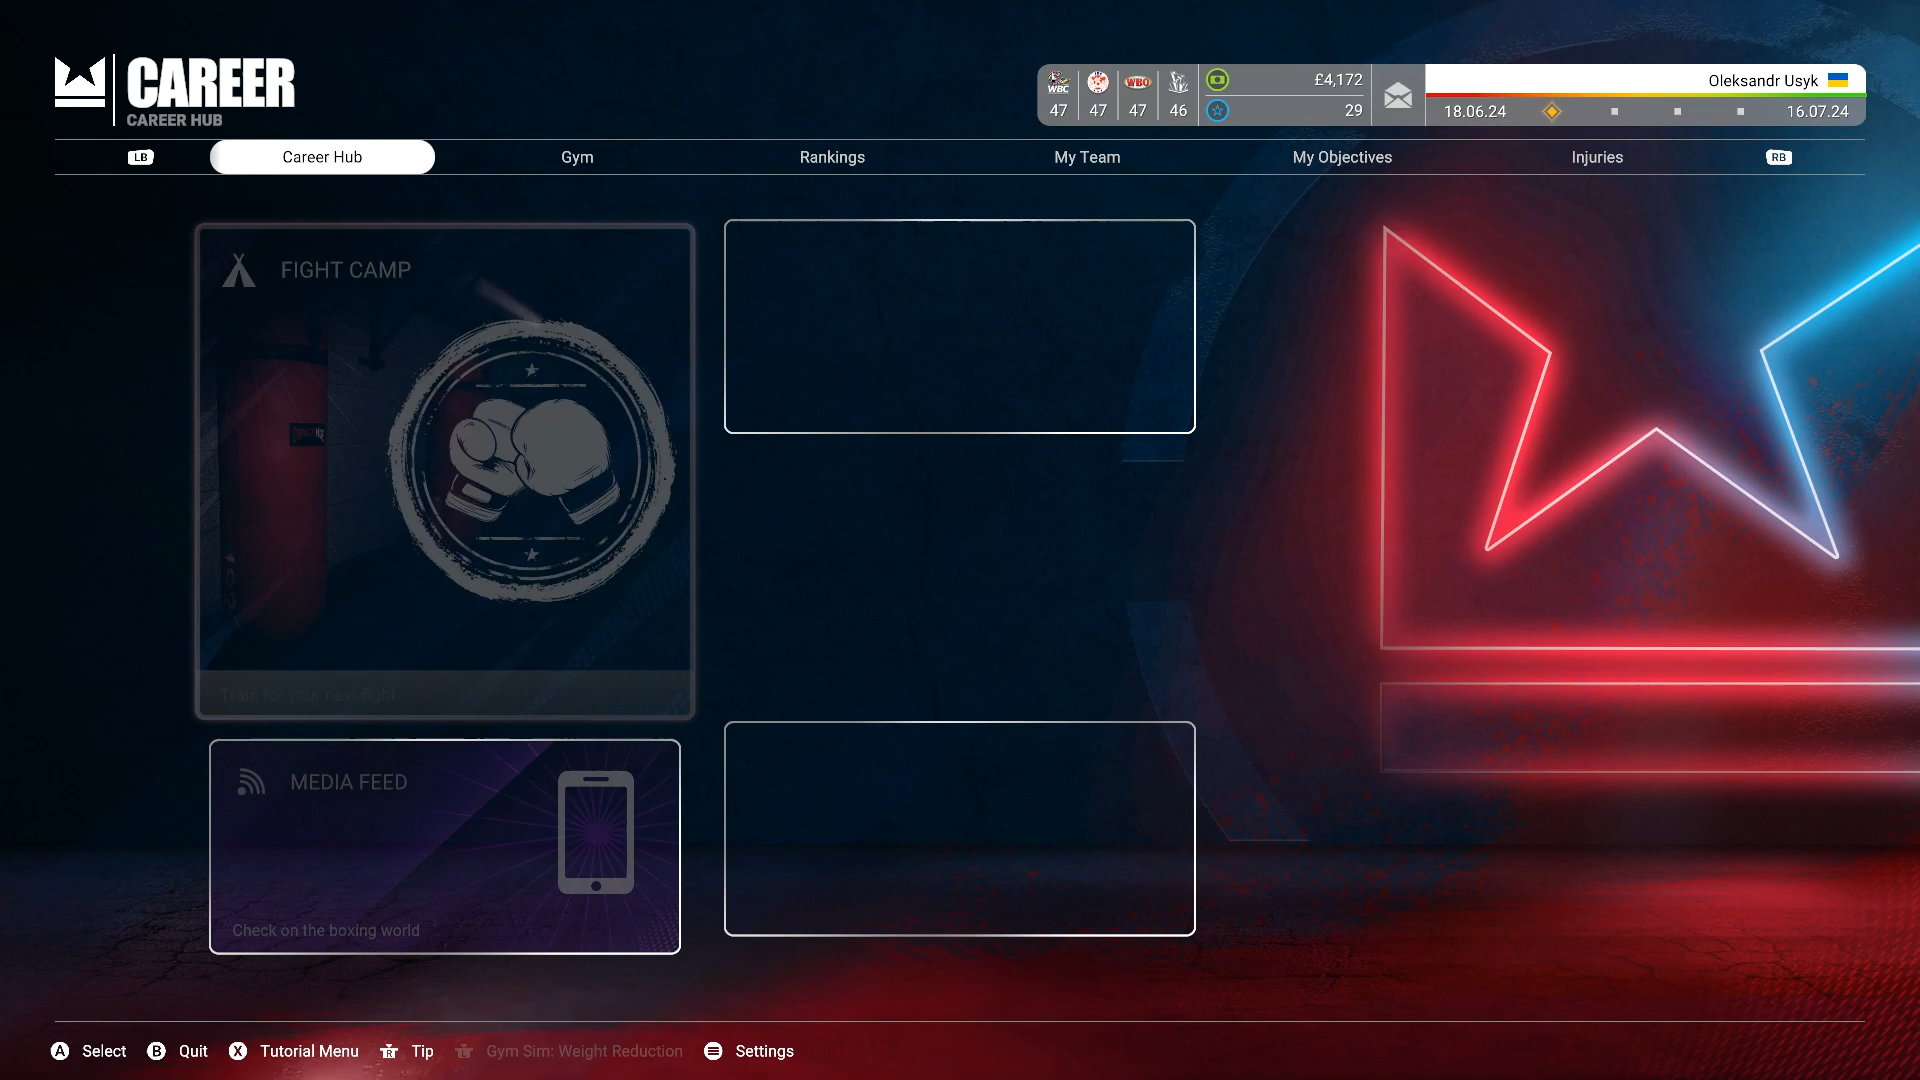 CAREER
CAREER HUB
WBC
WBO
47
47
47
46
£4,172
29
Oleksandr Usyk
18.06.24
16.07.24
LB
Career Hub
Gym
Rankings
My Team
My Objectives
Injuries
RB
FIGHT CAMP
Train for your next fight
MEDIA FEED
Check on the boxing world
A Select
B Quit
X Tutorial Menu
R Tip
L Gym Sim: Weight Reduction
Settings